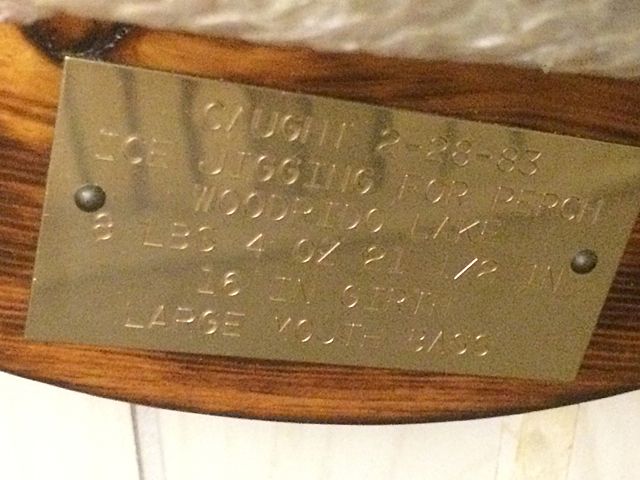 CAUGHT 2-28-83
ICE JIGGING FOR PERCH
LAKE
8 LBS 4 OZ 21 1/2 IN
16 IN GIRTH
LARGE MOUTH BASS